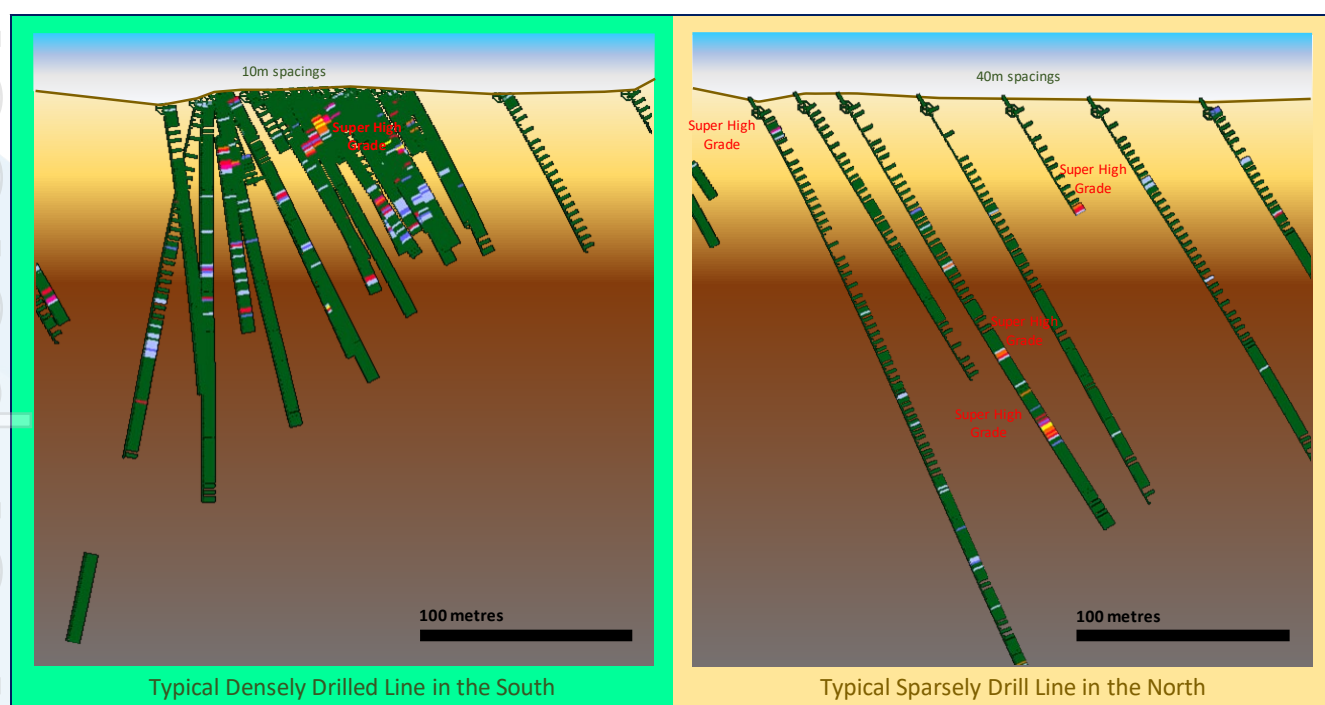 10m spacings
Super High
Grade
100 metres
Typical Densely Drilled Line in the South
40m spacings
Super High
Grade
Super High
Grade
Super High
Grade
Super High
Grade
100 metres
Typical Sparsely Drill Line in the North